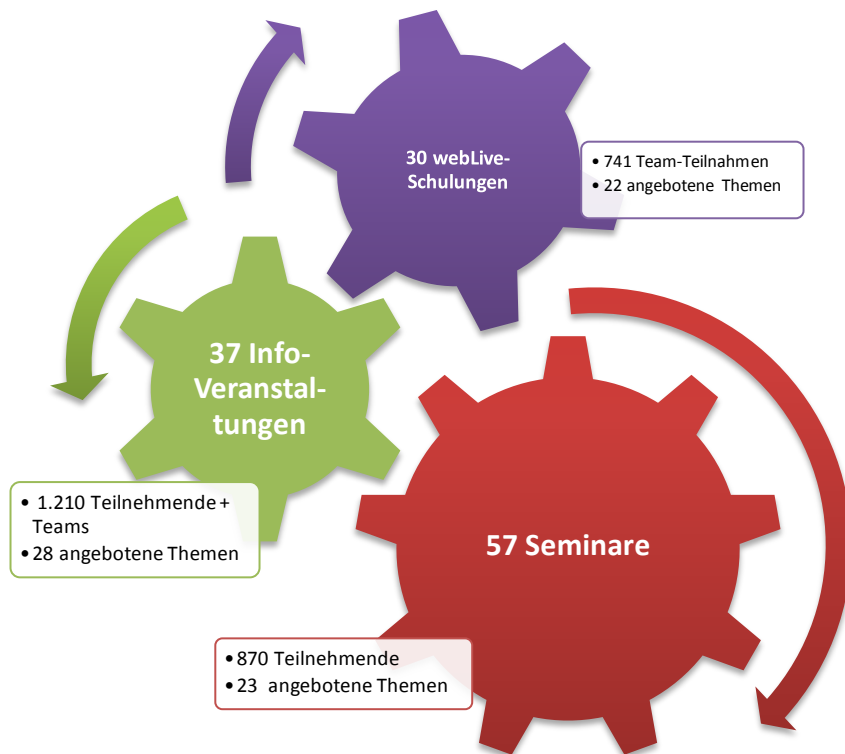 30 webLive-
Schulungen
• 741 Team-Teilnahmen
• 22 angebotene Themen
37 Info-
Veranstal-
tungen
• 1.210 Teilnehmende +
Teams
• 28 angebotene Themen
57 Seminare
• 870 Teilnehmende
• 23 angebotene Themen